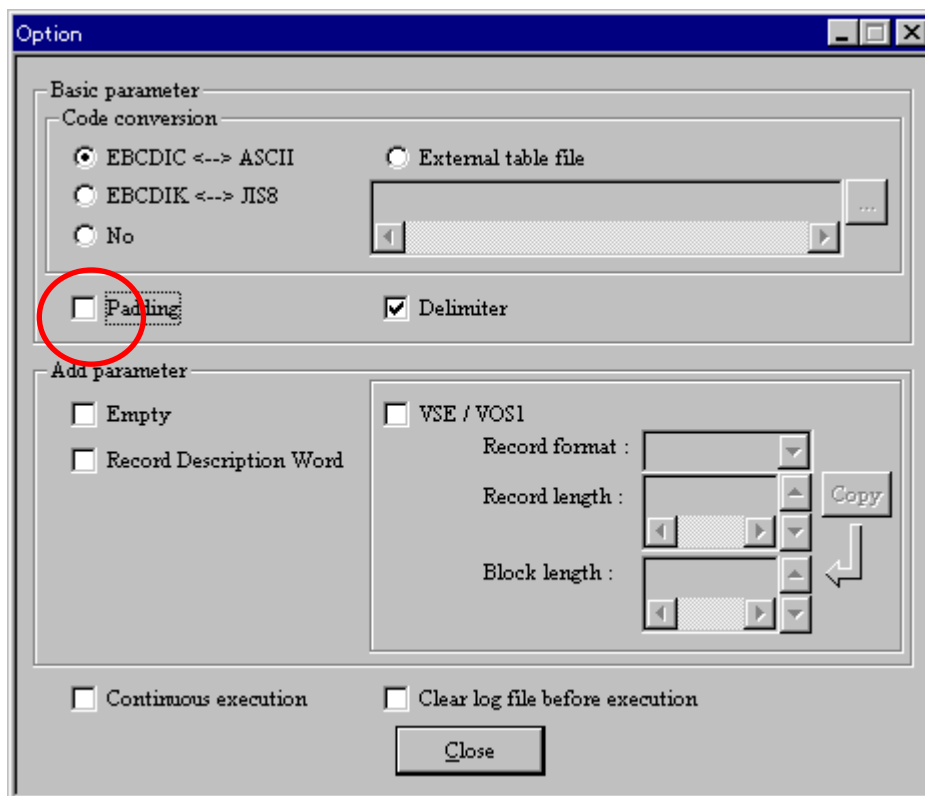 Option
Basic parameter
Code conversion
EBCDIC <--> ASCII
External table file
EBCDIK <--> JIS8
...
No
Padding
Delimiter
Add parameter
Empty
VSE / VOS1
Record Description Word
Record format :
Record length :
Copy
Block length :
Continuous execution
Clear log file before execution
Close